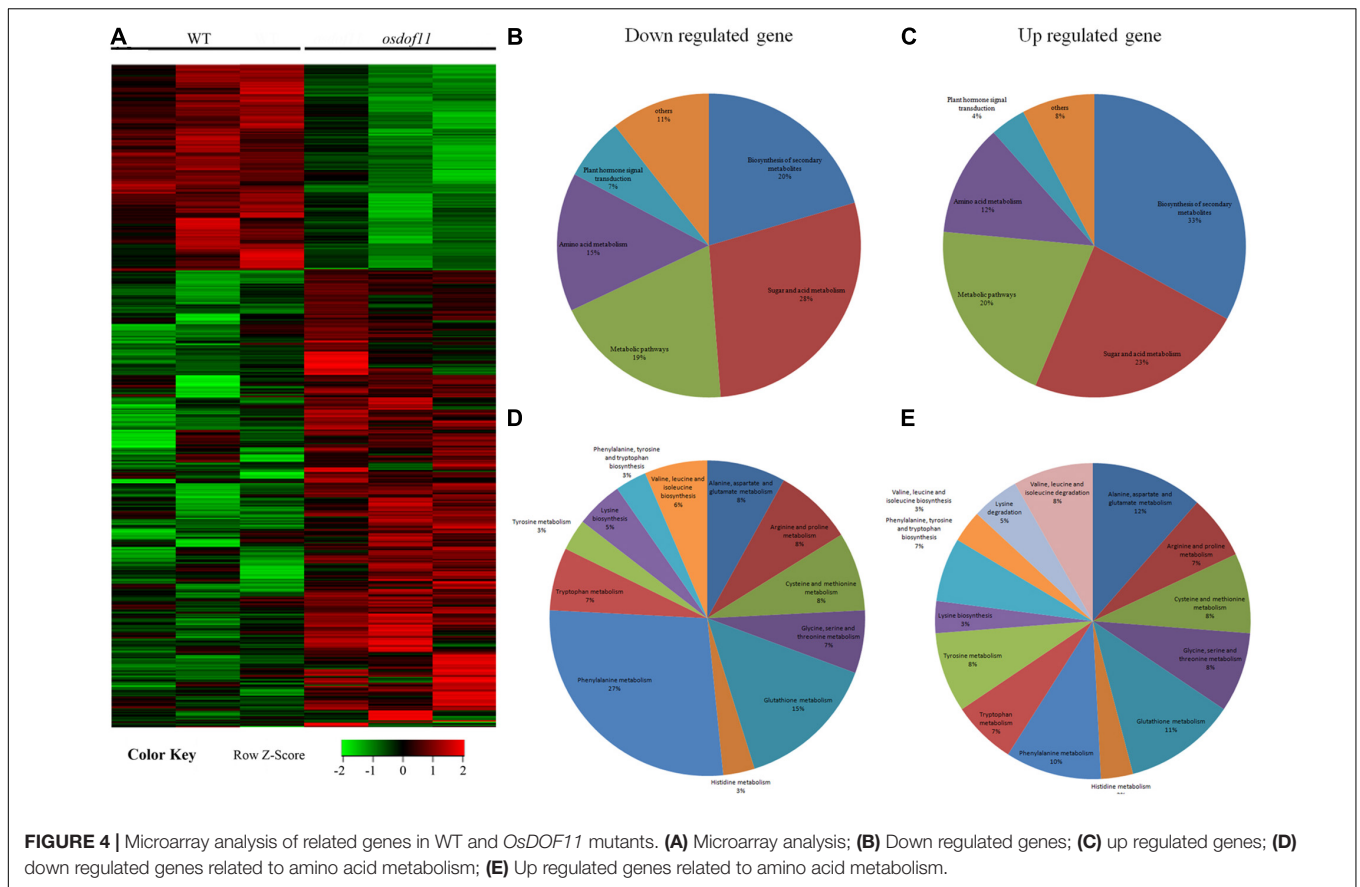 A
WT
osdof11
Color Key
Row Z-Score
-2 -1 0 1 2
B
Down regulated gene
others
11%
Biosynthesis of secondary
metabolites
20%
Plant hormone signal
transduction
7%
Amino acid metabolism
15%
Sugar and acid metabolism
28%
Metabolic pathways
19%
C
Up regulated gene
Plant hormone signal
transduction
4%
others
8%
Biosynthesis of secondary
metabolites
33%
Amino acid metabolism
12%
Metabolic pathways
20%
Sugar and acid metabolism
23%
D
Phenylalanine, tyrosine
and tryptophan
biosynthesis
3%
Valine, leucine and
isoleucine biosynthesis
6%
Alanine, aspartate and
glutamate metabolism
8%
Lysine
biosynthesis
5%
Arginine and proline
metabolism
8%
Tyrosine metabolism
3%
Cysteine and methionine
metabolism
8%
Tryptophan metabolism
7%
Glycine, serine and
threonine metabolism
7%
Phenylalanine metabolism
27%
Glutathione metabolism
15%
Histidine metabolism
3%
E
Valine, leucine and
isoleucine degradation
8%
Alanine, aspartate and
glutamate metabolism
12%
Valine, leucine and isoleucine biosynthesis
3%
Lysine
degradation
5%
Phenylalanine, tyrosine
and tryptophan
biosynthesis
7%
Arginine and proline
metabolism
7%
Cysteine and methionine
metabolism
8%
Lysine biosynthesis
3%
Glycine, serine and
threonine metabolism
8%
Tyrosine metabolism
8%
Tryptophan
metabolism
7%
Glutathione metabolism
11%
Phenylalanine metabolism
10%
Histidine metabolism
FIGURE 4 | Microarray analysis of related genes in WT and OsDOF11 mutants. (A) Microarray analysis; (B) Down regulated genes; (C) up regulated genes; (D)
down regulated genes related to amino acid metabolism; (E) Up regulated genes related to amino acid metabolism.